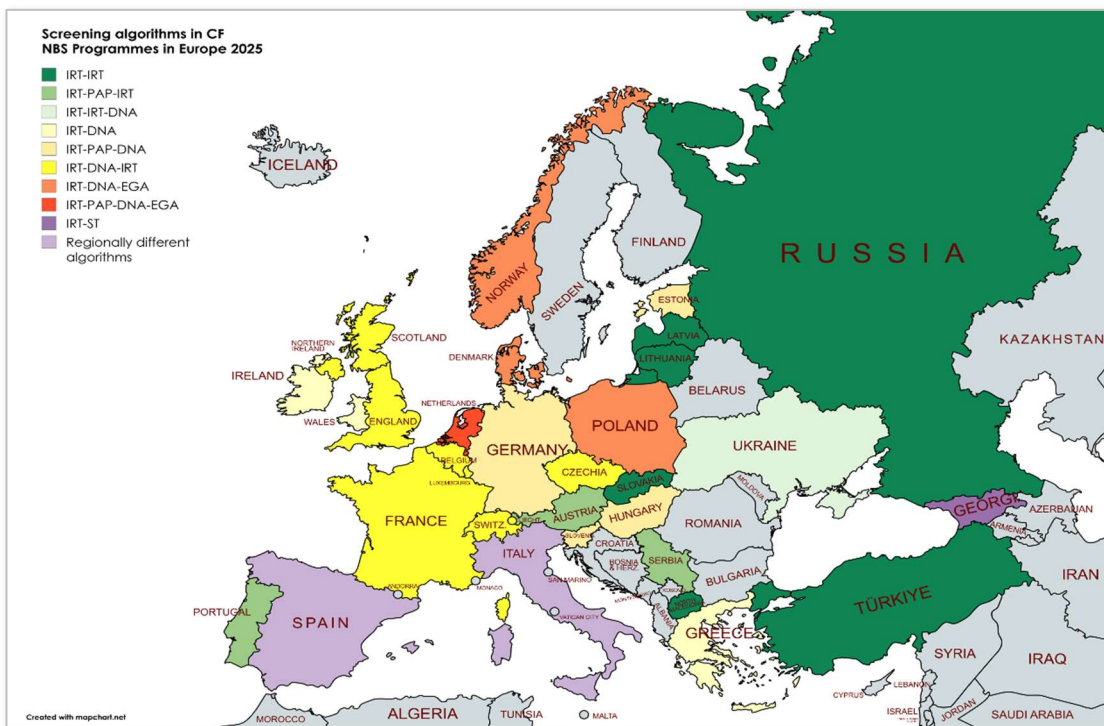 Screening algorithms in CF
NBS Programmes in Europe 2025
IRT-IRT
IRT-PAP-IRT
IRT-IRT-DNA
IRT-DNA
IRT-PAP-DNA
IRT-DNA-IRT
IRT-DNA-EGA
IRT-PAP-DNA-EGA
IRT-ST
Regionally different
algorithms
ICELAND
NORWAY
SWEDEN
FINLAND
RUSSIA
ESTONIA
LATVIA
LITHUANIA
SCOTLAND
NORTHERN
IRELAND
IRELAND
WALES
ENGLAND
DENMARK
NETHERLANDS
BELGIUM
LUXEMBOURG
GERMANY
POLAND
BELARUS
KAZAKHSTAN
UKRAINE
CZECHIA
SLOVAKIA
MOLDOVA
FRANCE
SWITZ.
AUSTRIA
HUNGARY
ROMANIA
GEORGI
AZERBAIJAN
ARMENIA
ITALY
CROATIA
BOSNIA
& HERZ.
SERBIA
BULGARIA
ANDORRA
MONACO
SAN MARINO
VATICAN CITY
ALBANIA
PORTUGAL
SPAIN
GREECE
TÜRKIYE
IRAN
SYRIA
IRAQ
CYPRUS
LEBANON
ISRAEL
JORDAN
SAUDI ARABIA
MOROCCO
ALGERIA
TUNISIA
MALTA
Created with mapchart.net